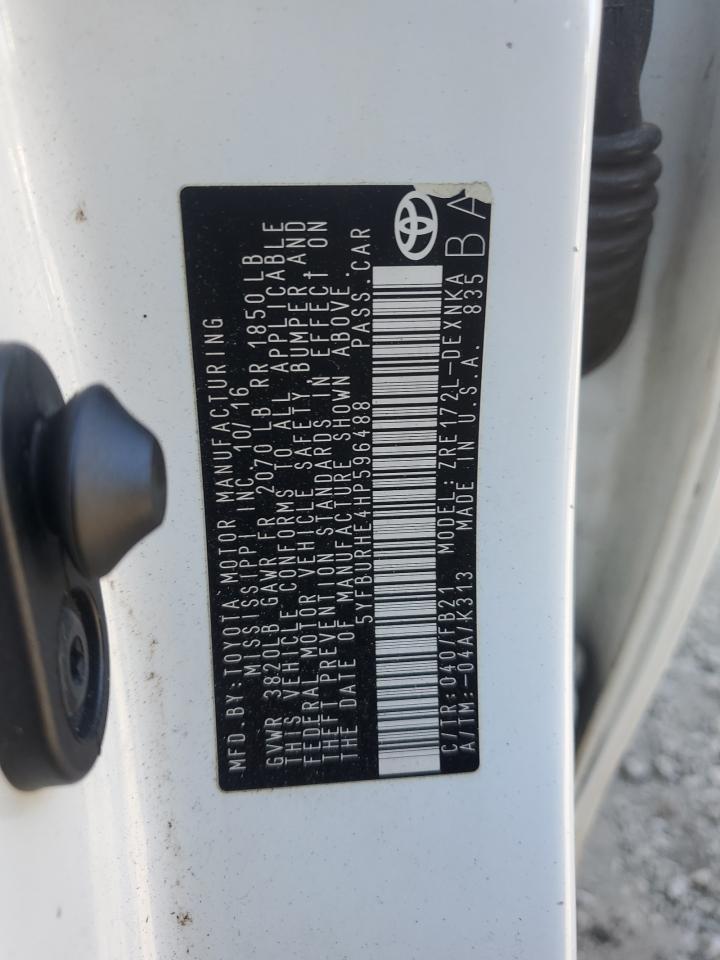 MFD.BY:TOYOTA MOTOR MANUFACTURING
MISSISSIPPI INC. 10/16
GVWR 3820LB GAWR FR 2070 LB RR 1850 LB
THIS VEHICLE CONFORMS TO ALL APPLICABLE
FEDERAL MOTOR VEHICLE SAFETY, BUMPER, AND
THEFT PREVENTION STANDARDS IN EFFECT ON
THE DATE OF MANUFACTURE SHOWN ABOVE.
5YFBURHE4HP596488 PASS.CAR
C/TR:040/FB21 MODEL:ZRE172L-DEXNKA
A/TM:-04A/K313 MADE IN U.S.A. 835
BA